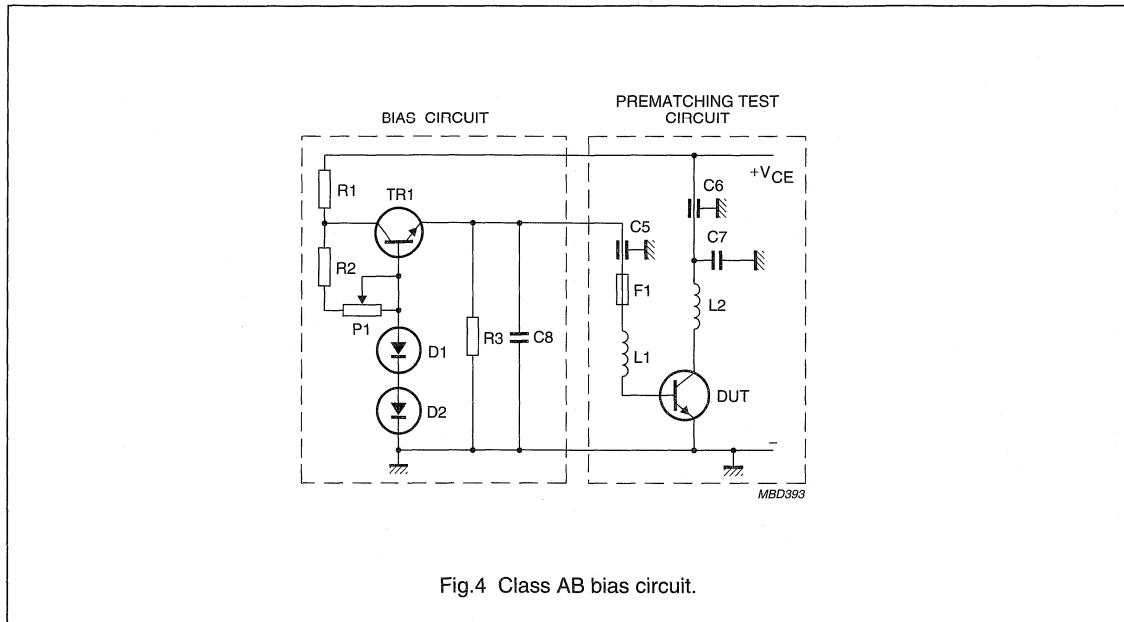 PREMATCHING TEST
CIRCUIT
BIAS CIRCUIT
+VCE
R1
TR1
C6
C5
C7
R2
F1
L2
P1
D1
R3
C8
L1
DUT
D2
–
MBD393
Fig.4 Class AB bias circuit.